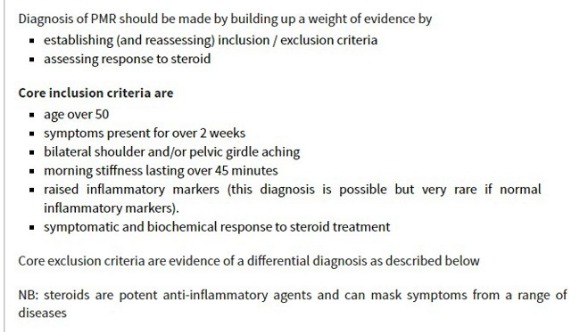 Diagnosis of PMR should be made by building up a weight of evidence by
▪ establishing (and reassessing) inclusion / exclusion criteria
▪ assessing response to steroid
Core inclusion criteria are
▪ age over 50
▪ symptoms present for over 2 weeks
▪ bilateral shoulder and/or pelvic girdle aching
▪ morning stiffness lasting over 45 minutes
▪ raised inflammatory markers (this diagnosis is possible but very rare if normal
inflammatory markers).
▪ symptomatic and biochemical response to steroid treatment
Core exclusion criteria are evidence of a differential diagnosis as described below
NB: steroids are potent anti-inflammatory agents and can mask symptoms from a range of
diseases